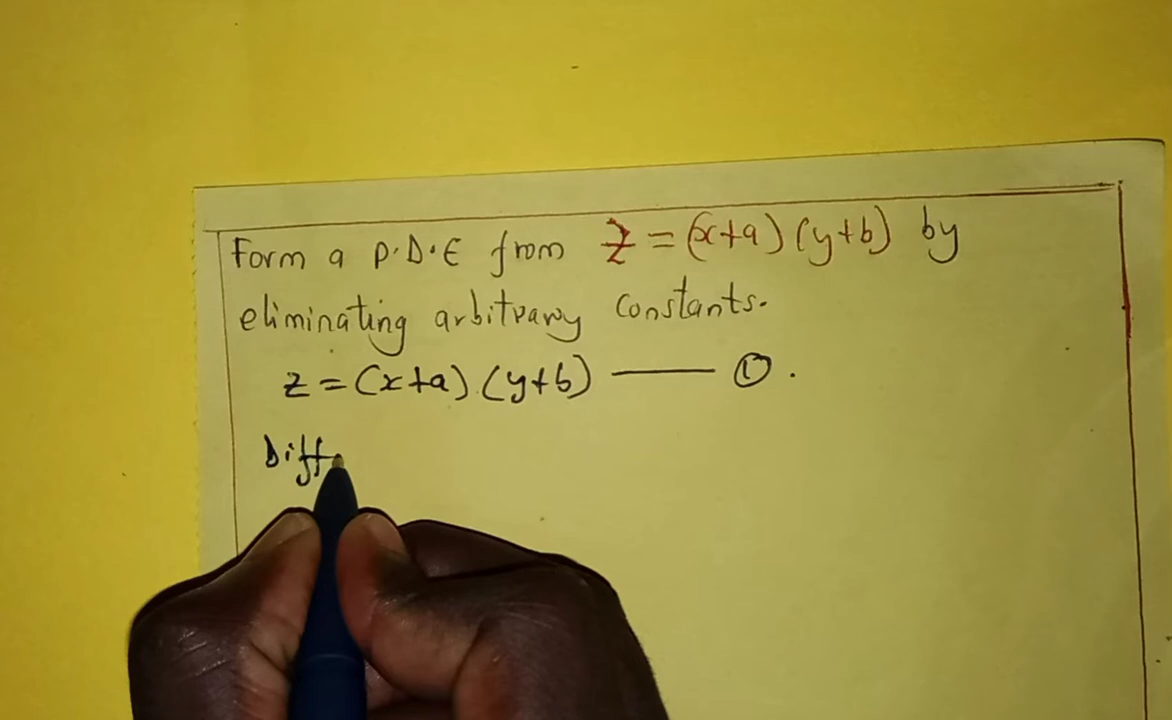 Form a P.D.E from z = (x+a) (y+b) by
eliminating arbitrary constants.
z = (x+a) (y+b) —— ①.
Diff